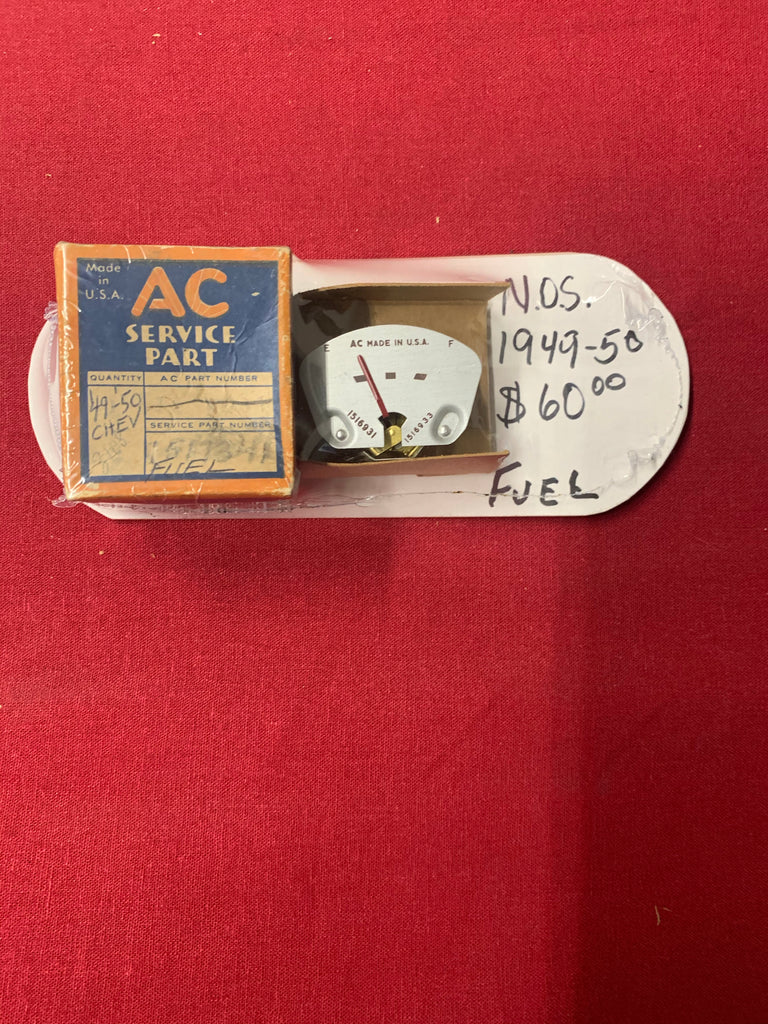 Made
in
U.S.A.
AC
SERVICE
PART
QUANTITY
AC PART NUMBER
49-50
CHEV
SERVICE PART NUMBER
FUEL
E
AC MADE IN U.S.A.
F
1516931
1516933
N.O.S.
1949-50
$60.00
FUEL